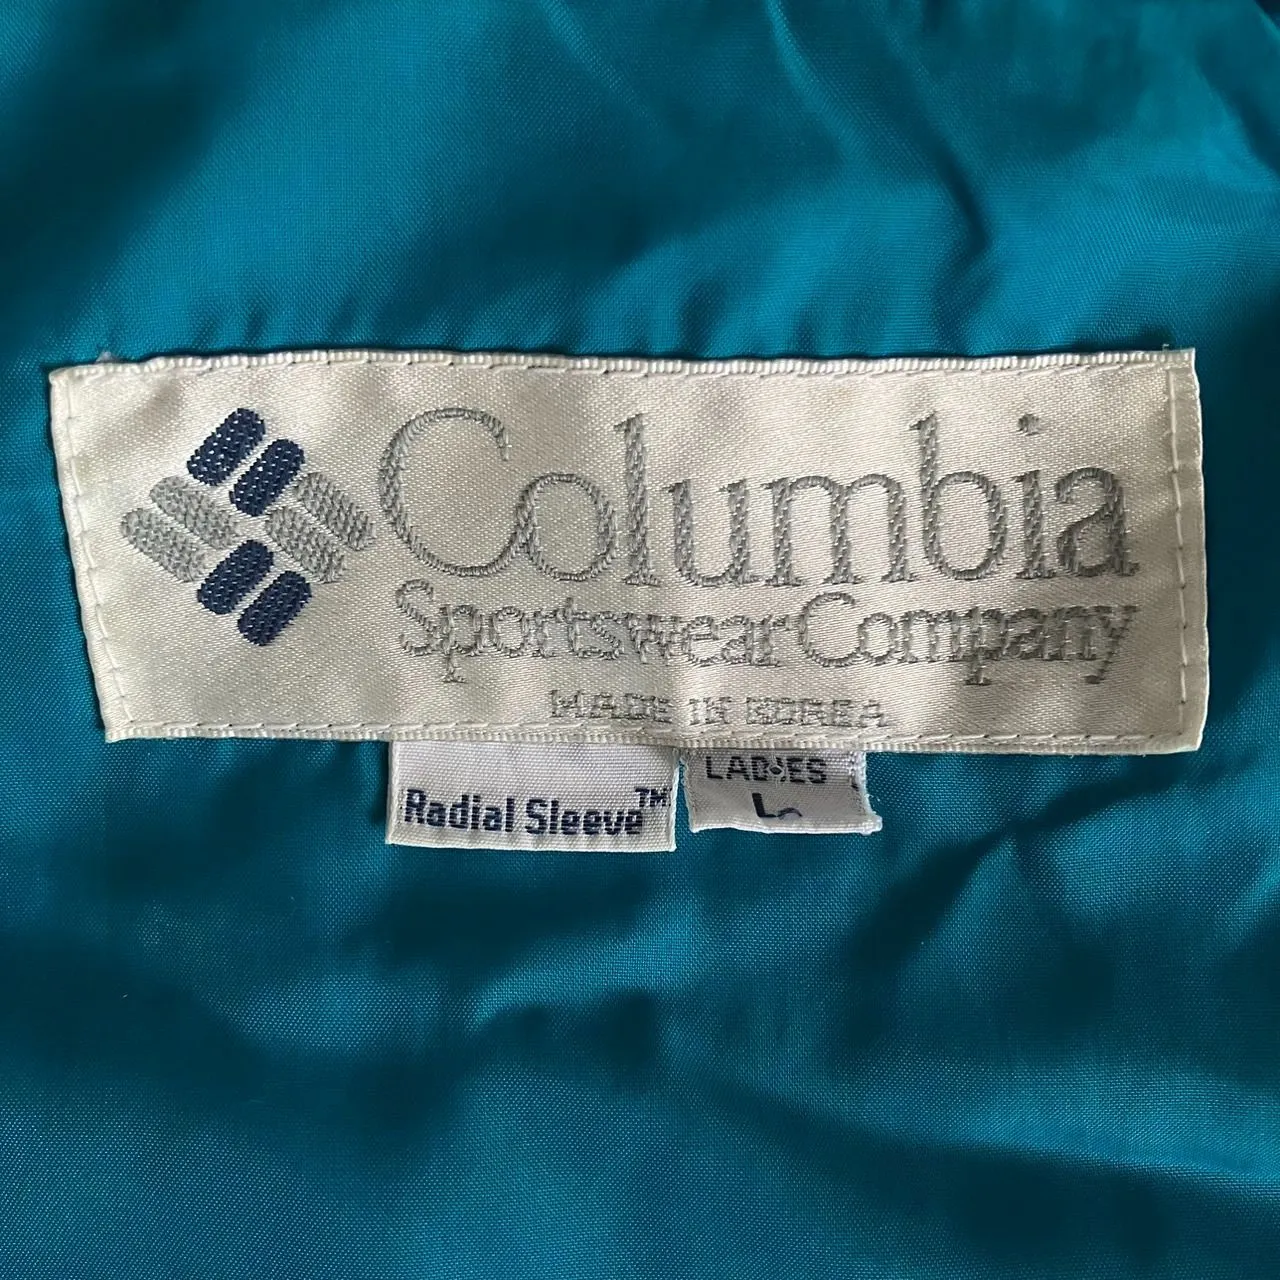 Columbia
Sportswear Company
MADE IN KOREA
Radial Sleeve™
LADIES
L